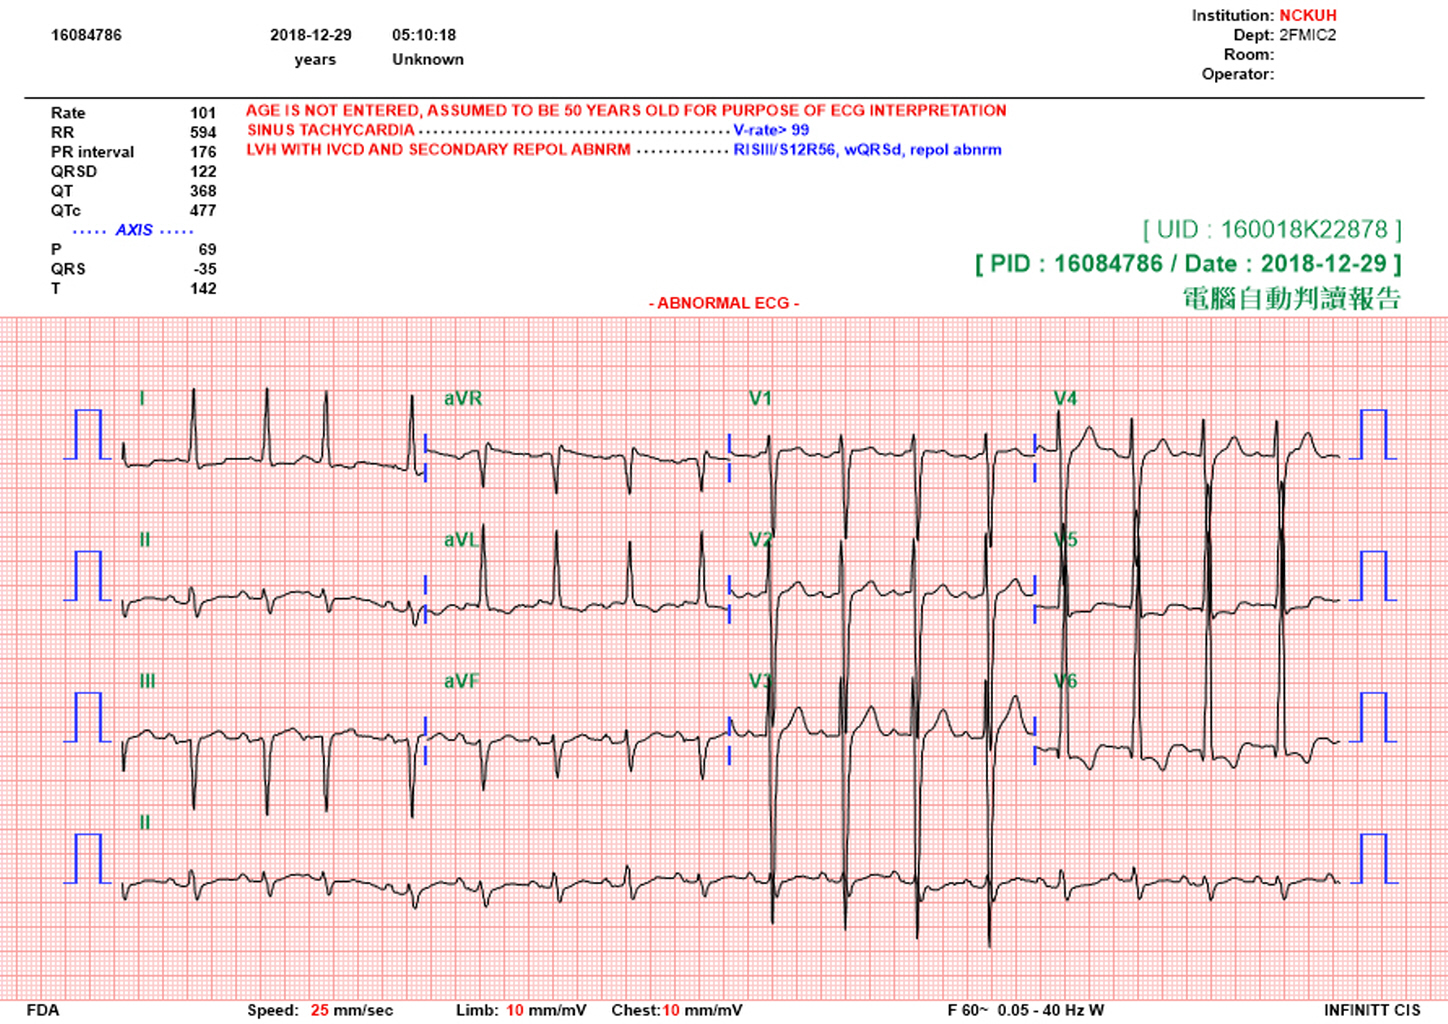 Institution: NCKUH
16084786 2018-12-29 05:10:18 Dept: 2FMIC2
Room:
years Unknown
Operator:
Rate 101 AGE IS NOT ENTERED, ASSUMED TO BE 50 YEARS OLD FOR PURPOSE OF ECG INTERPRETATION
RR 594 SINUS TACHYCARDIA ........................................ V-rate> 99
PR interval 176 LVH WITH IVCD AND SECONDARY REPOL ABNRM ............. RISIII/S12R56, wQRSd, repol abnrm
QRSD 122
QT 368
QTc 477
..... AXIS .....
P 69
QRS -35
T 142
[ UID : 160018K22878 ]
[ PID : 16084786 / Date : 2018-12-29 ]
電腦自動判讀報告
- ABNORMAL ECG -
I aVR V1 V4
II aVL V2 V5
III aVF V3 V6
II
FDA Speed: 25 mm/sec Limb: 10 mm/mV Chest:10 mm/mV F 60~ 0.05 - 40 Hz W INFINITT CIS